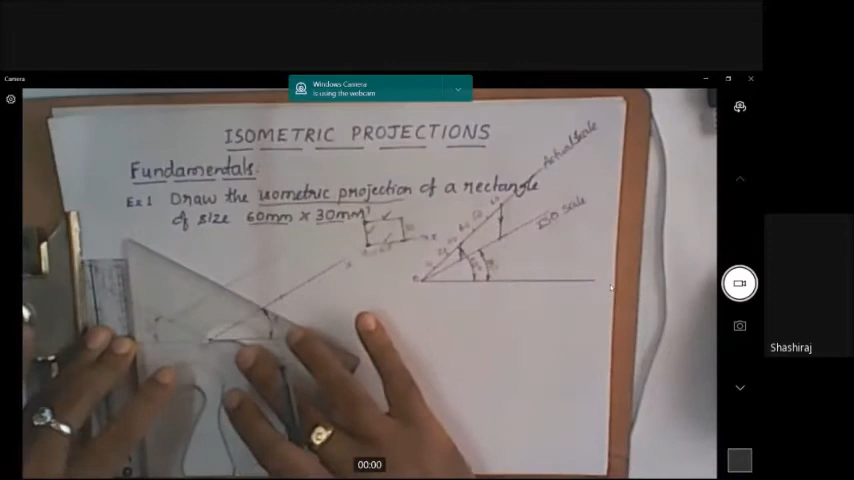 Camera
Windows Camera
is using the webcam
ISOMETRIC PROJECTIONS
Fundamentals:
Ex 1 Draw the isometric projection of a rectangle
of size 60mm x 30mm
Actual Scale
ISO Scale
X
Shashiraj
00:00